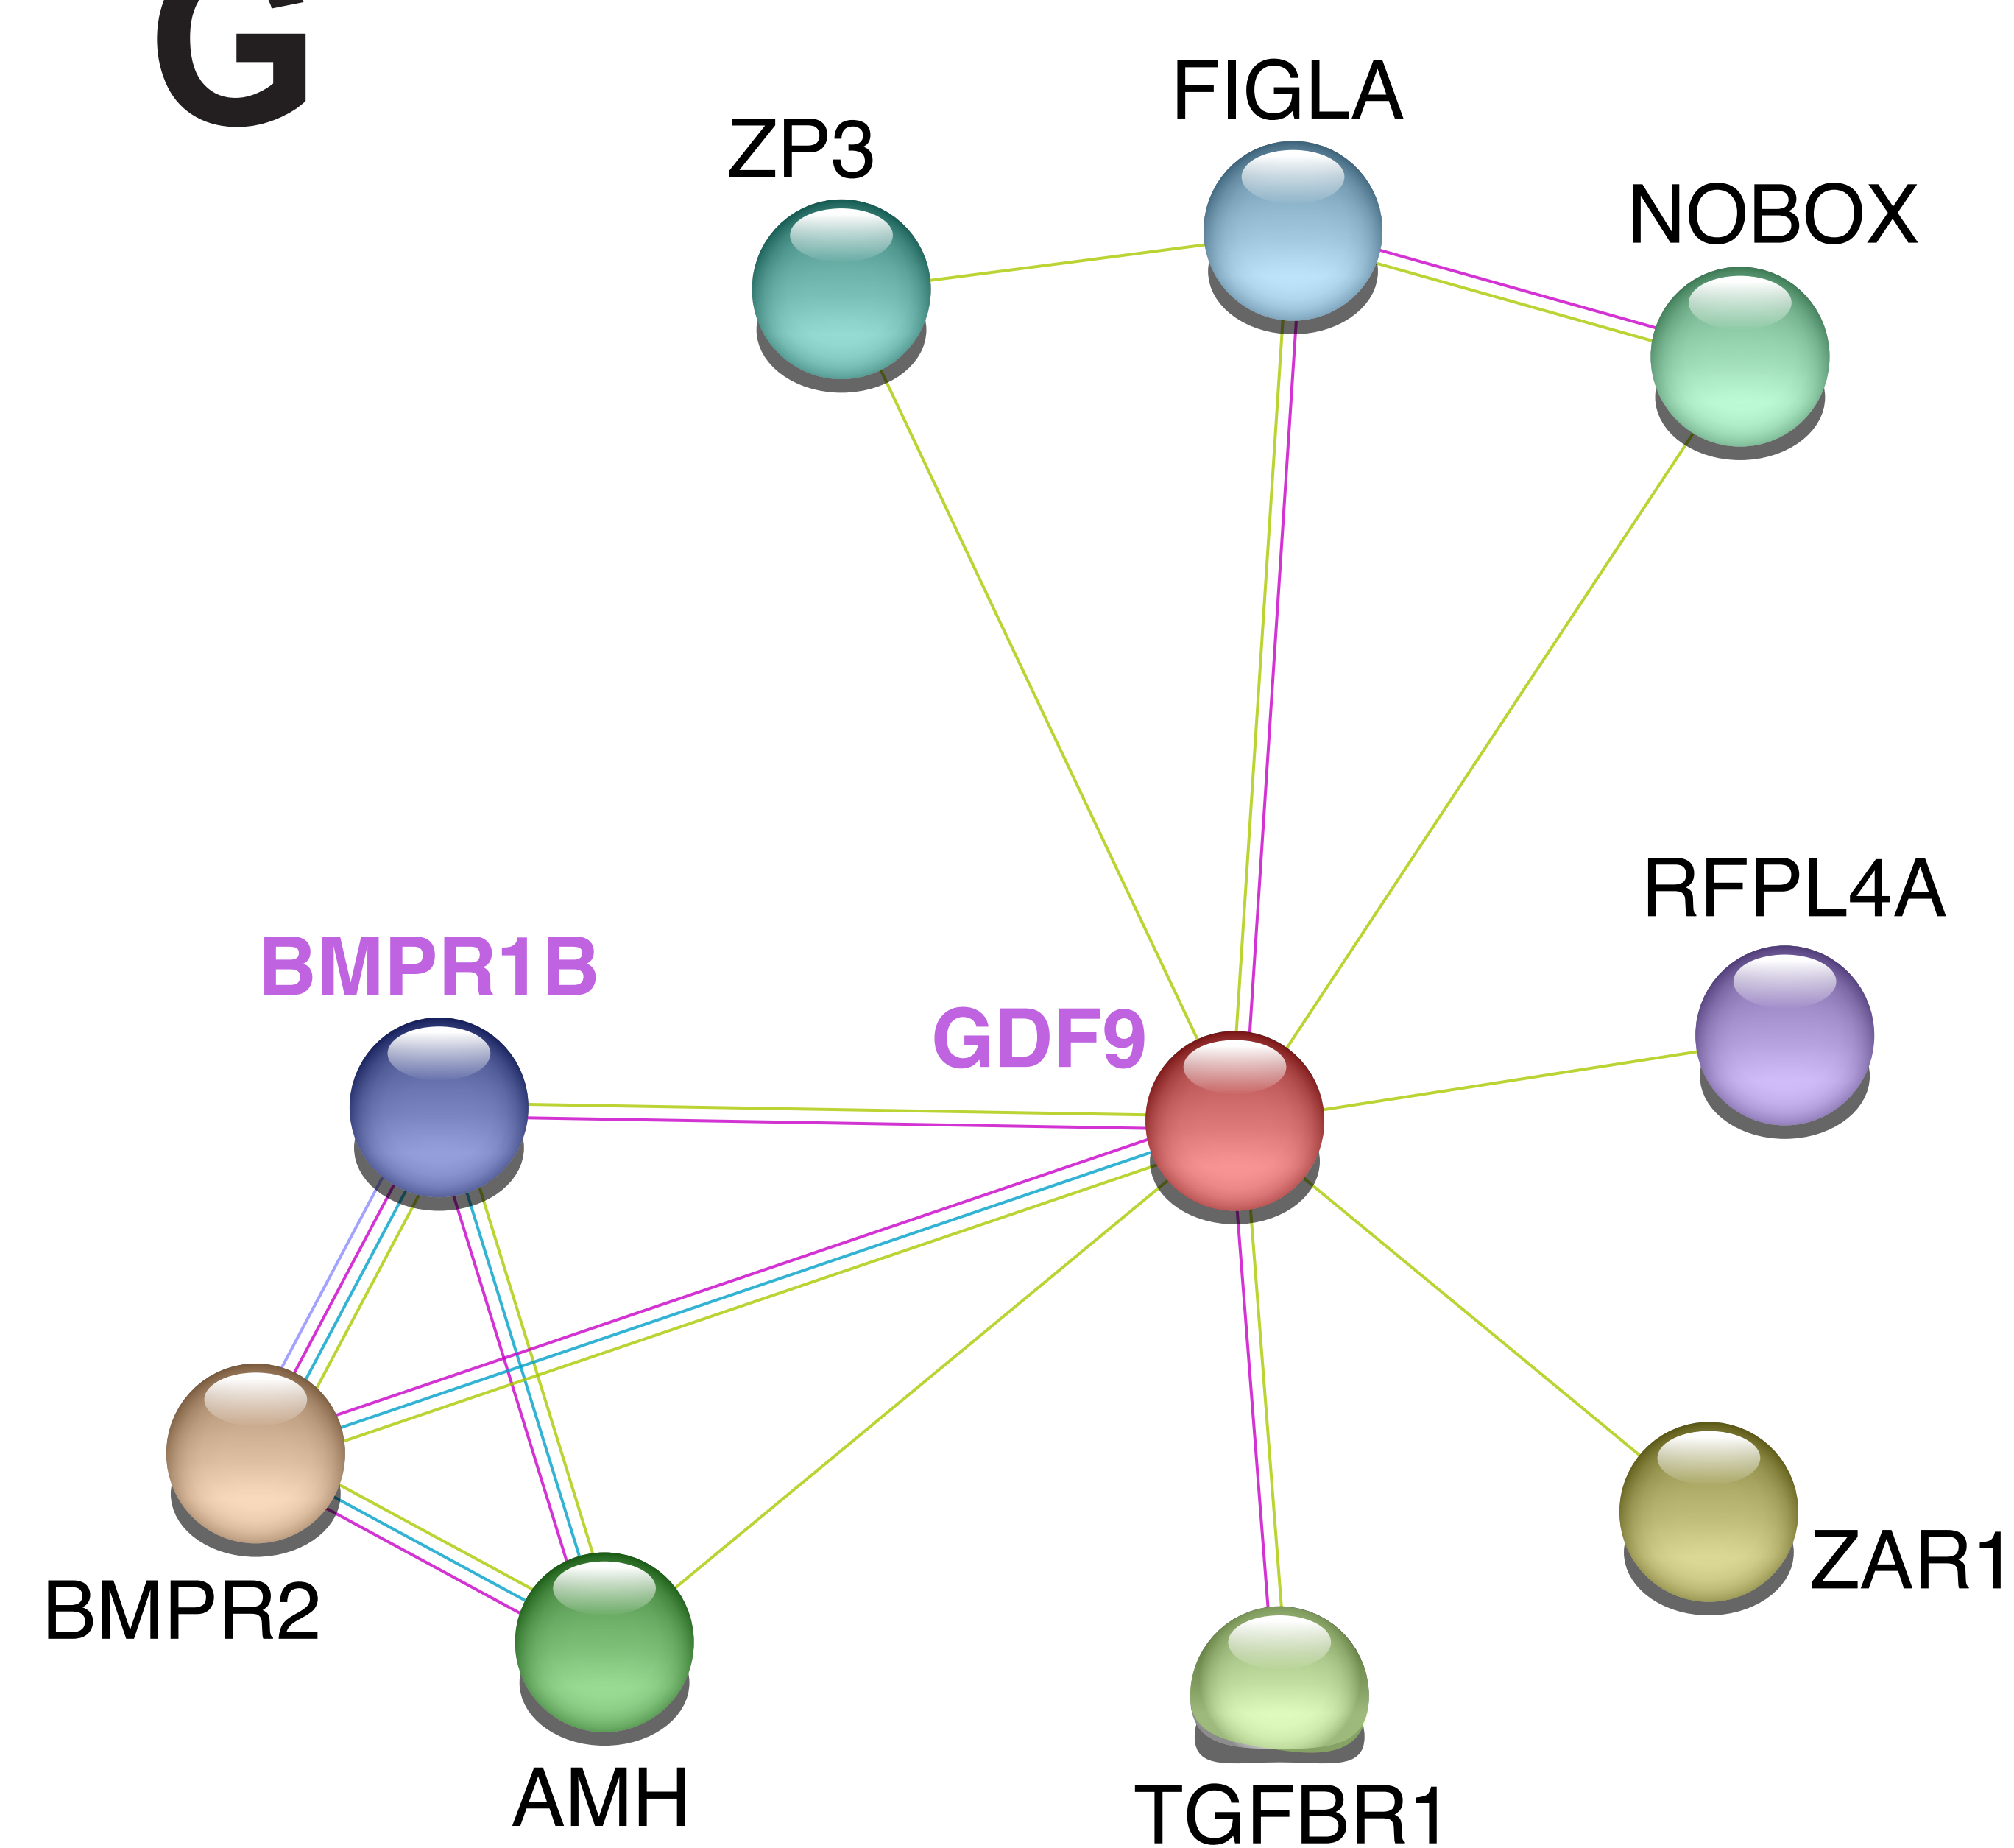 G
FIGLA
ZP3
NOBOX
RFPL4A
BMPR1B
GDF9
ZAR1
BMPR2
AMH
TGFBR1